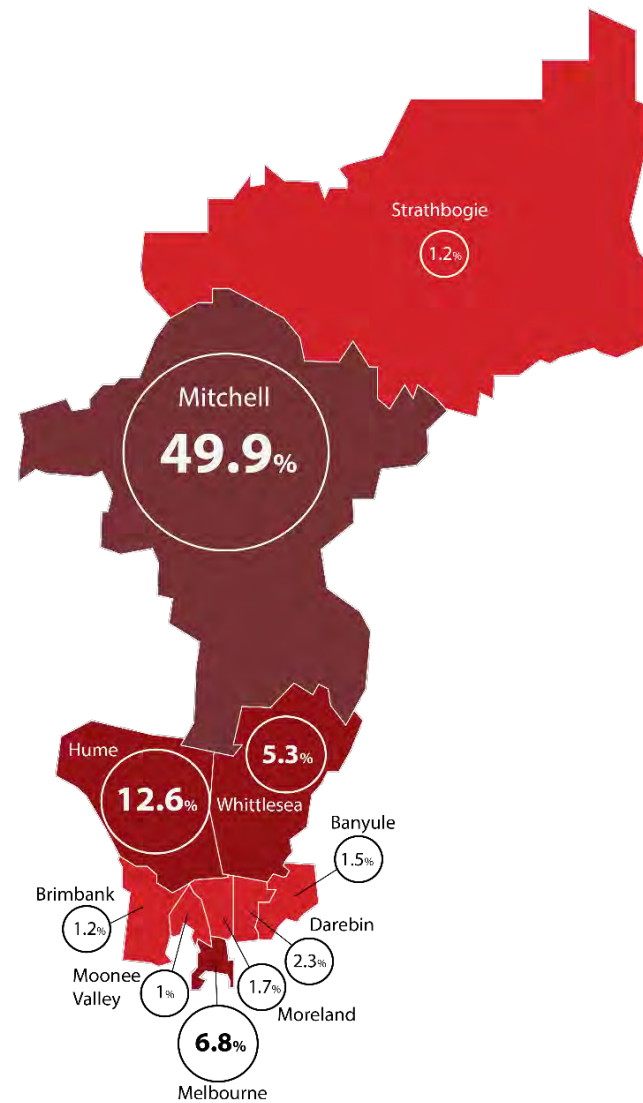 Strathbogie
1.2%
Mitchell
49.9%
Hume
12.6%
5.3%
Whittlesea
Banyule
1.5%
Brimbank
1.2%
Darebin
2.3%
Moonee
Valley
1%
1.7%
Moreland
6.8%
Melbourne